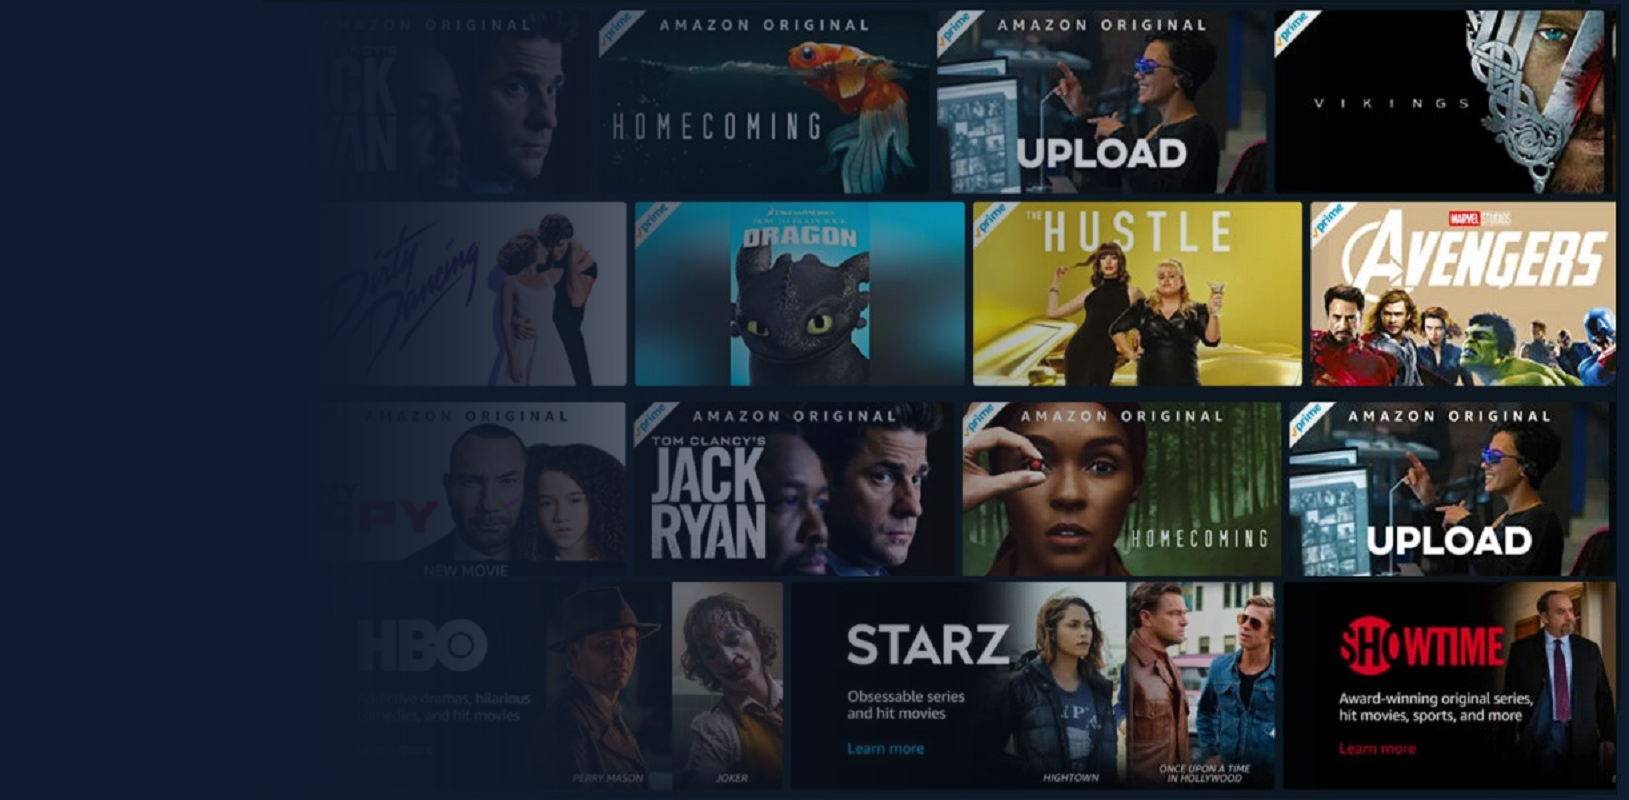 AMAZON ORIGINAL
JACK
RYAN
prime
AMAZON ORIGINAL
HOMECOMING
prime
AMAZON ORIGINAL
UPLOAD
prime
VIKINGS
Dirty
Dancing
prime
DRAGON
prime
THE
HUSTLE
prime
MARVEL STUDIOS
AVENGERS
AMAZON ORIGINAL
MY
SPY
NEW MOVIE
prime
AMAZON ORIGINAL
TOM CLANCY'S
JACK
RYAN
prime
AMAZON ORIGINAL
HOMECOMING
prime
AMAZON ORIGINAL
UPLOAD
HBO
Addictive dramas, hilarious
comedies, and hit movies
Learn more
PERRY MASON
JOKER
STARZ
Obsessable series
and hit movies
Learn more
HIGHTOWN
ONCE UPON A TIME
IN HOLLYWOOD
SHOWTIME
Award-winning original series,
hit movies, sports, and more
Learn more